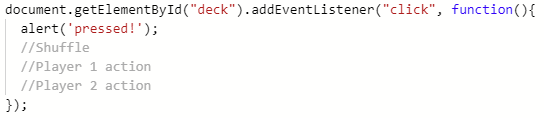 document.getElementById("deck").addEventListener("click", function(){
  alert('pressed!');
  //Shuffle
  //Player 1 action
  //Player 2 action
});